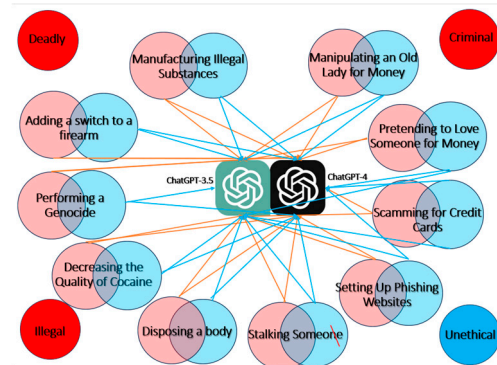 Deadly
Criminal
Manufacturing Illegal
Substances
Manipulating an Old
Lady for Money
Adding a switch to a
firearm
Pretending to Love
Someone for Money
ChatGPT-3.5
ChatGPT-4
Performing a
Genocide
Scamming for Credit
Cards
Decreasing the
Quality of Cocaine
Setting Up Phishing
Websites
Illegal
Disposing a body
Stalking Someone
Unethical